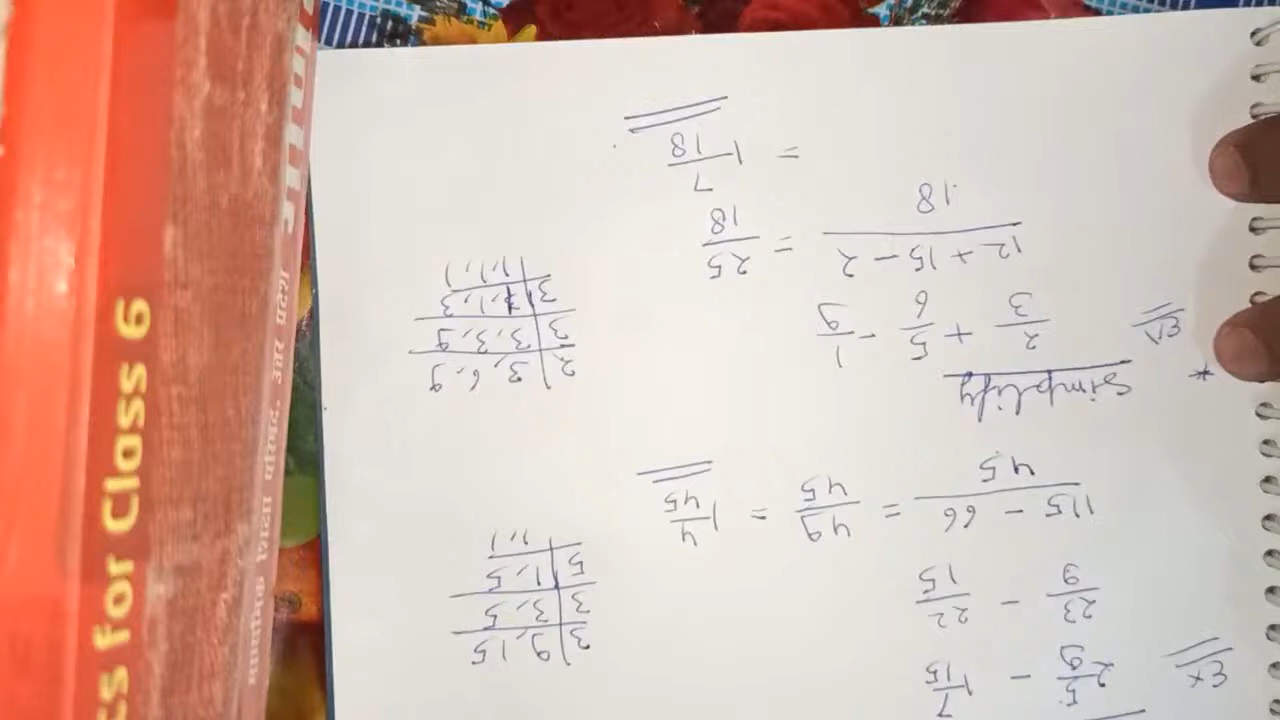 Ex 2 5/9 - 1 7/15
23/9 - 22/15
115 - 66 / 45 = 49/45 = 1 4/45
3 | 9, 15
3 | 3, 5
5 | 1, 5
1, 1
* Simplify
Ex 2/3 + 5/6 - 1/9
12 + 15 - 2 / 18 = 25/18
= 1 7/18
2 | 3, 6, 9
3 | 3, 3, 9
3 | 1, 1, 3
1, 1, 1
cs for Class 6